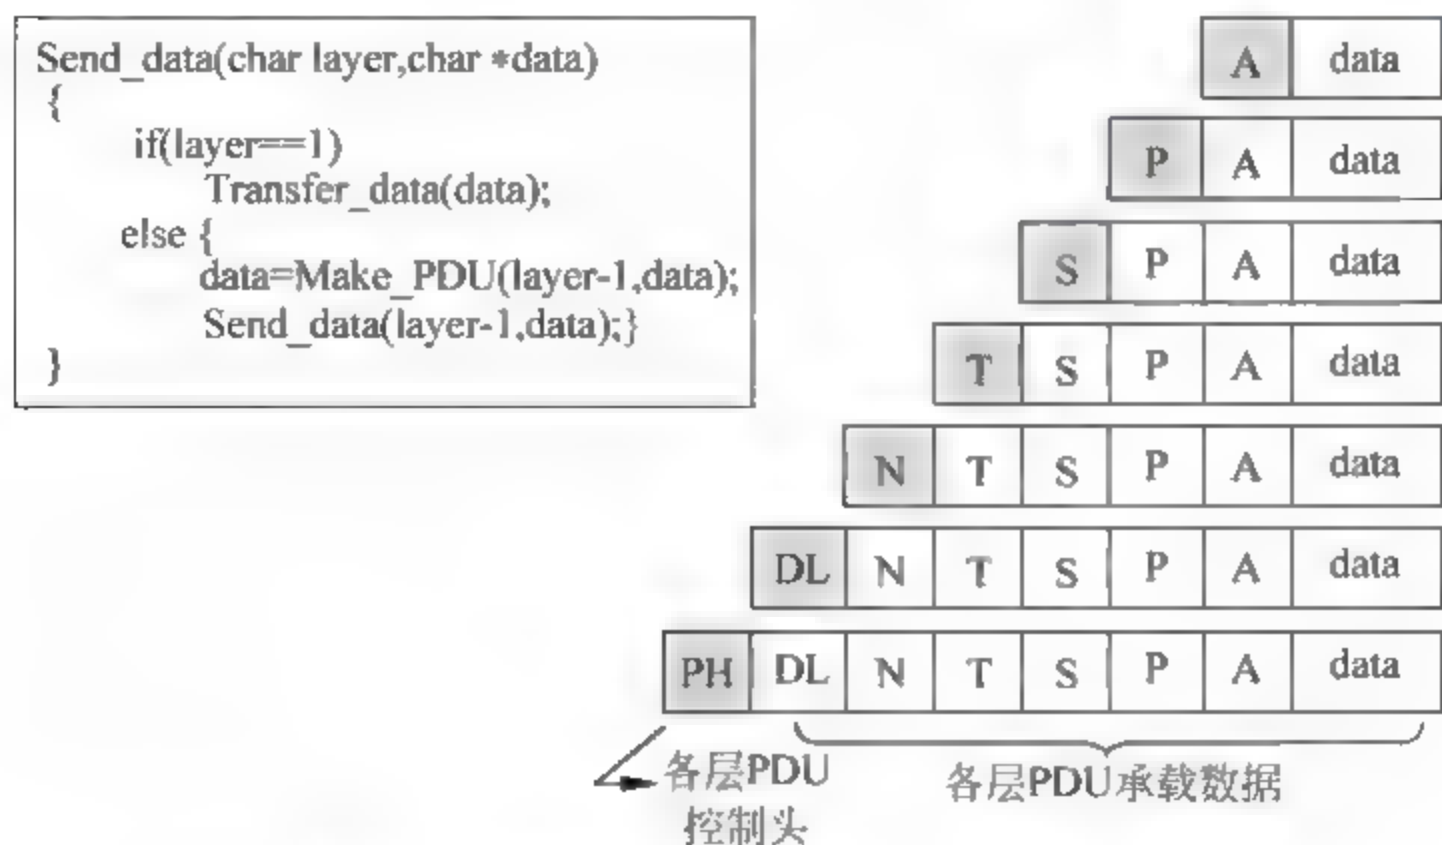 Send_data(char layer,char *data)
{
if(layer==1)
Transfer_data(data);
else {
data=Make_PDU(layer-1,data);
Send_data(layer-1,data);}
}
A data
P A data
S P A data
T S P A data
N T S P A data
DL N T S P A data
PH DL N T S P A data
各层PDU
控制头
各层PDU承载数据